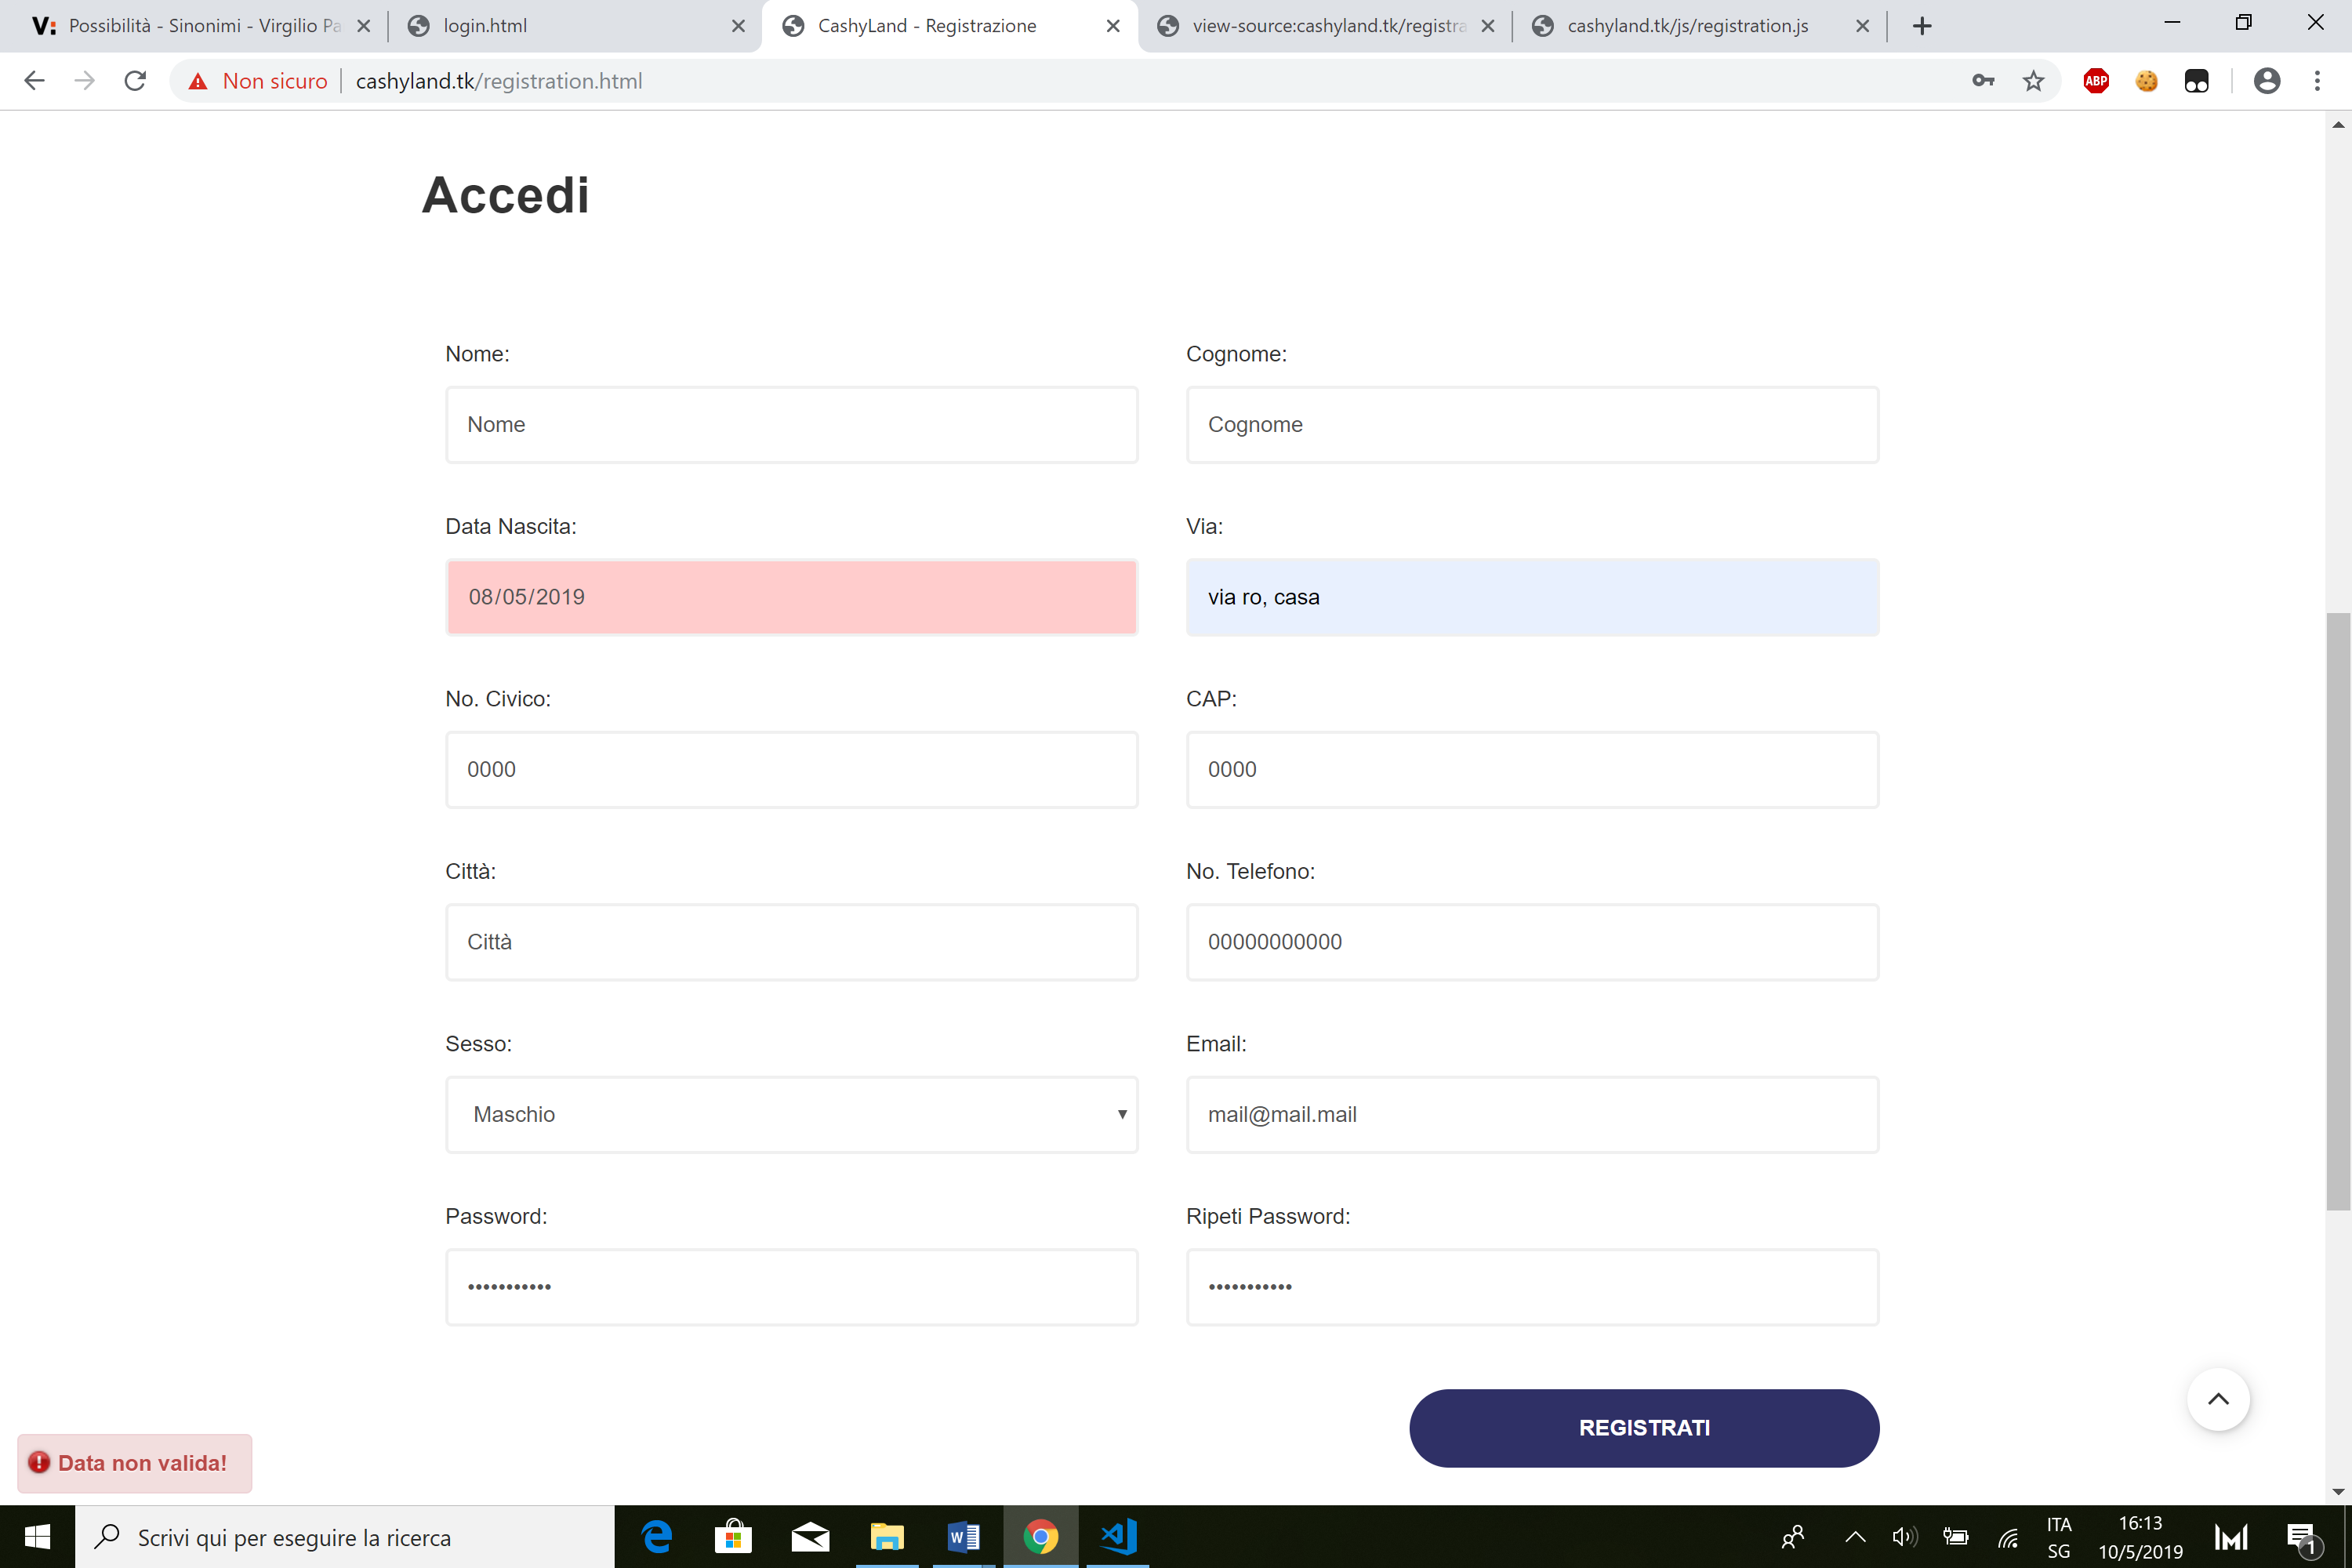 V: Possibilità - Sinonimi - Virgilio Pa
login.html
CashyLand - Registrazione
view-source:cashyland.tk/registra
cashyland.tk/js/registration.js
Non sicuro
cashyland.tk/registration.html
ABP
Accedi
Nome:
Cognome:
Nome
Cognome
Data Nascita:
Via:
08/05/2019
via ro, casa
No. Civico:
CAP:
0000
0000
Città:
No. Telefono:
Città
00000000000
Sesso:
Email:
Maschio
mail@mail.mail
Password:
Ripeti Password:
•••••••••••
•••••••••••
REGISTRATI
Data non valida!
Scrivi qui per eseguire la ricerca
ITA
SG
16:13
10/5/2019
1